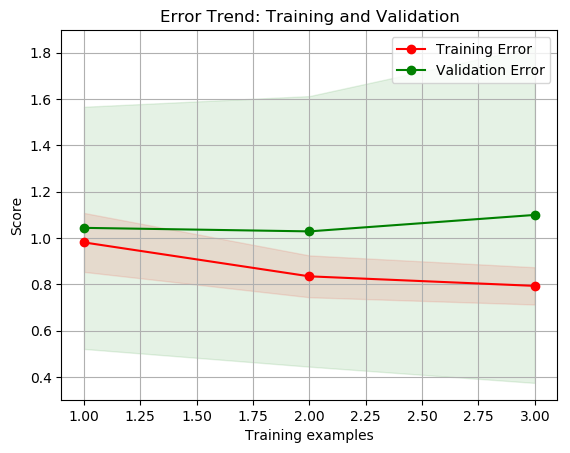 Error Trend: Training and Validation
Training Error
Validation Error
Score
1.8
1.6
1.4
1.2
1.0
0.8
0.6
0.4
1.00 1.25 1.50 1.75 2.00 2.25 2.50 2.75 3.00
Training examples